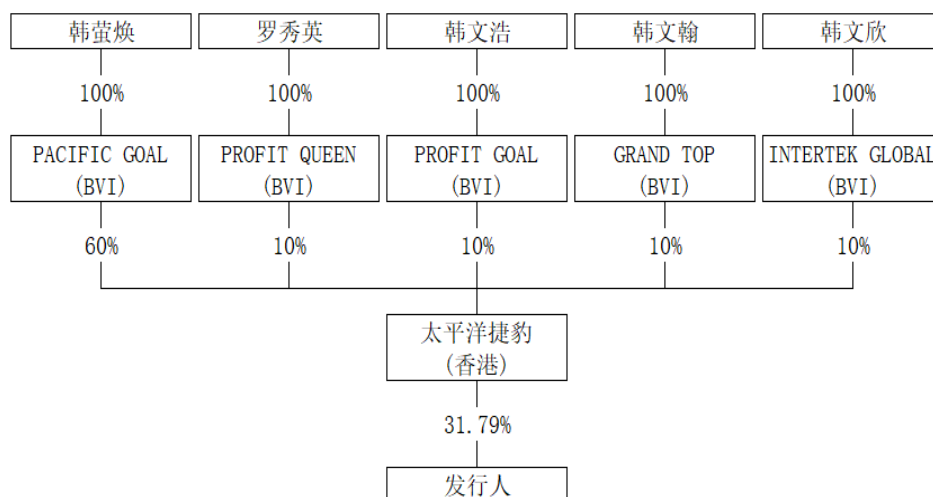 韩萤焕
罗秀英
韩文浩
韩文翰
韩文欣
100%
100%
100%
100%
100%
PACIFIC GOAL
(BVI)
PROFIT QUEEN
(BVI)
PROFIT GOAL
(BVI)
GRAND TOP
(BVI)
INTERTEK GLOBAL
(BVI)
60%
10%
10%
10%
10%
太平洋捷豹
(香港)
31.79%
发行人